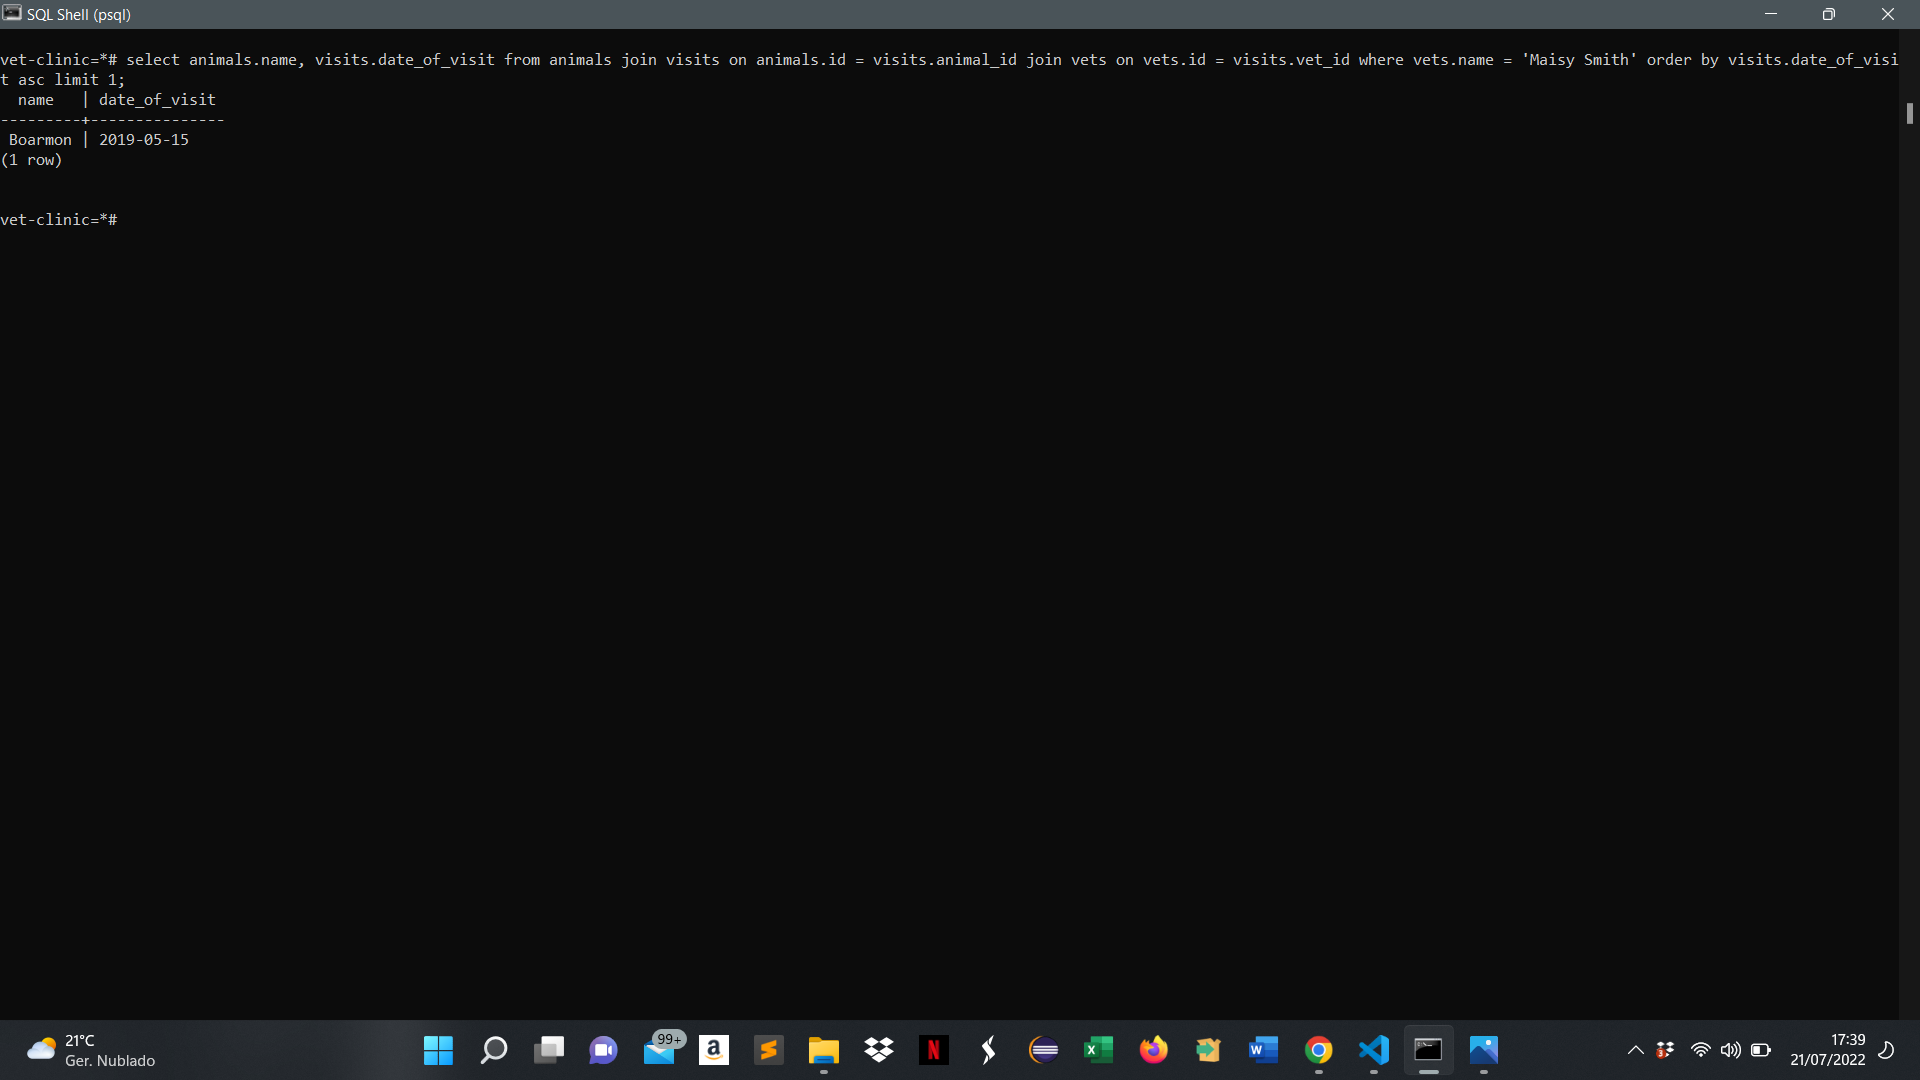 SQL Shell (psql)
vet-clinic=*# select animals.name, visits.date_of_visit from animals join visits on animals.id = visits.animal_id join vets on vets.id = visits.vet_id where vets.name = 'Maisy Smith' order by visits.date_of_visi
t asc limit 1;
  name   | date_of_visit
---------+---------------
 Boarmon | 2019-05-15
(1 row)
vet-clinic=*#
21°C
Ger. Nublado
99+
a
N
X
W
3
17:39
21/07/2022